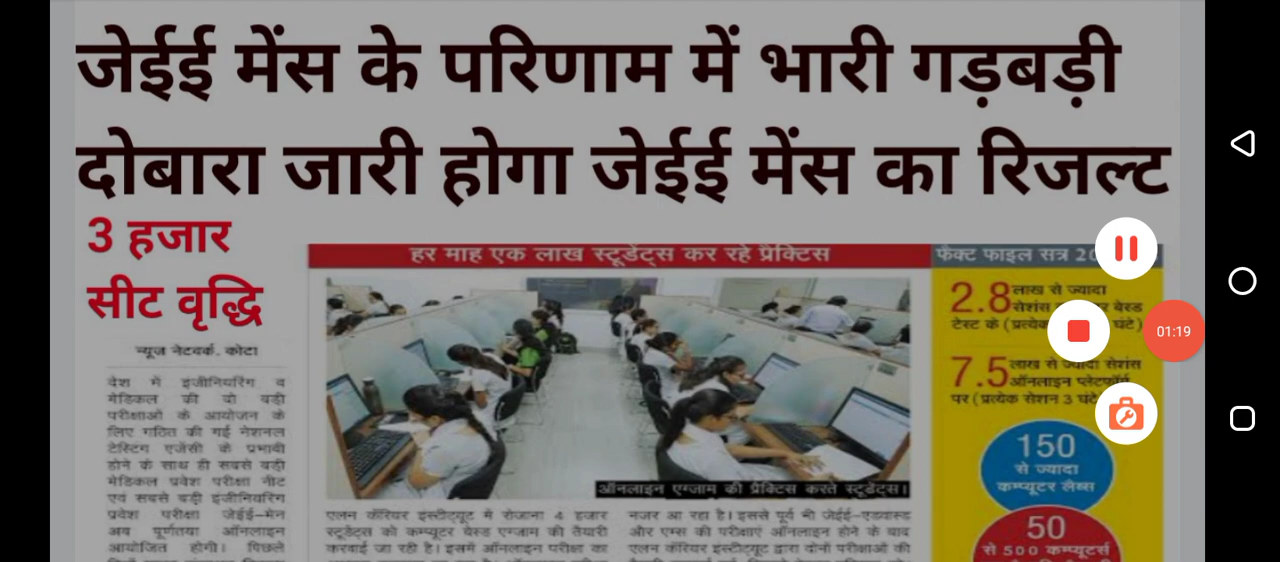 जेईई मेंस के परिणाम में भारी गड़बड़ी
दोबारा जारी होगा जेईई मेंस का रिजल्ट
3 हजार
सीट वृद्धि
न्यूज नेटवर्क. कोटा
देश में इंजीनियरिंग व
मेडिकल की दो बड़ी
परीक्षाओं के आयोजन के
लिए गठित की गई नेशनल
टेस्टिंग एजेंसी के प्रभावी
होने के साथ ही सबसे बड़ी
मेडिकल प्रवेश परीक्षा नीट
एवं सबसे बड़ी इंजीनियरिंग
प्रवेश परीक्षा जेईई-मेन
अब पूर्णतया ऑनलाइन
आयोजित होगी। पिछले
हर माह एक लाख स्टूडेंट्स कर रहे प्रैक्टिस
ऑनलाइन एग्जाम की प्रैक्टिस करते स्टूडेंट्स।
एलन कॅरियर इंस्टीट्यूट में रोजाना 4 हजार
स्टूडेंट्स को कम्प्यूटर बेस्ड एग्जाम की तैयारी
करवाई जा रही है। इसमें ऑनलाइन परीक्षा का
नजर आ रहा है। इससे पूर्व भी जेईई-एडवांस्ड
और एम्स की परीक्षाएं ऑनलाइन होने के बाद
एलन कॅरियर इंस्टीट्यूट द्वारा दोनों परीक्षाओं की
फैक्ट फाइल सत्र
2.8 लाख से ज्यादा
सेशंस बेस्ड
टेस्ट के (प्रत्येक घंटे)
7.5 लाख से ज्यादा सेशंस
ऑनलाइन प्लेटफॉर्म
पर (प्रत्येक सेशन 3 घंटे
150
से ज्यादा
कम्प्यूटर लैब्स
50
से 500 कम्प्यूटर्स
01:19